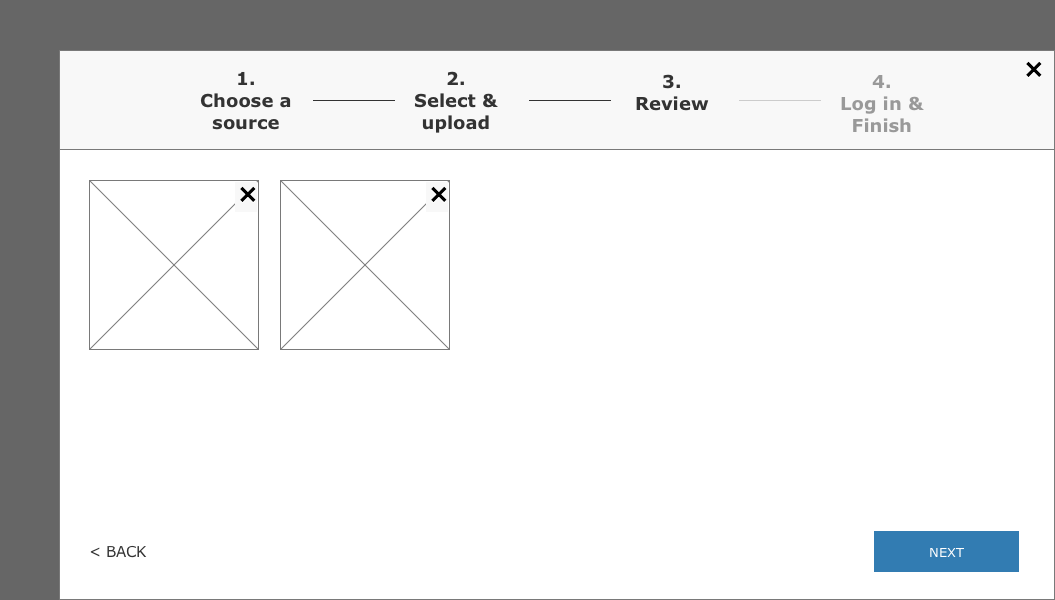 1.
Choose a
source
2.
Select &
upload
3.
Review
4.
Log in &
Finish
< BACK
NEXT